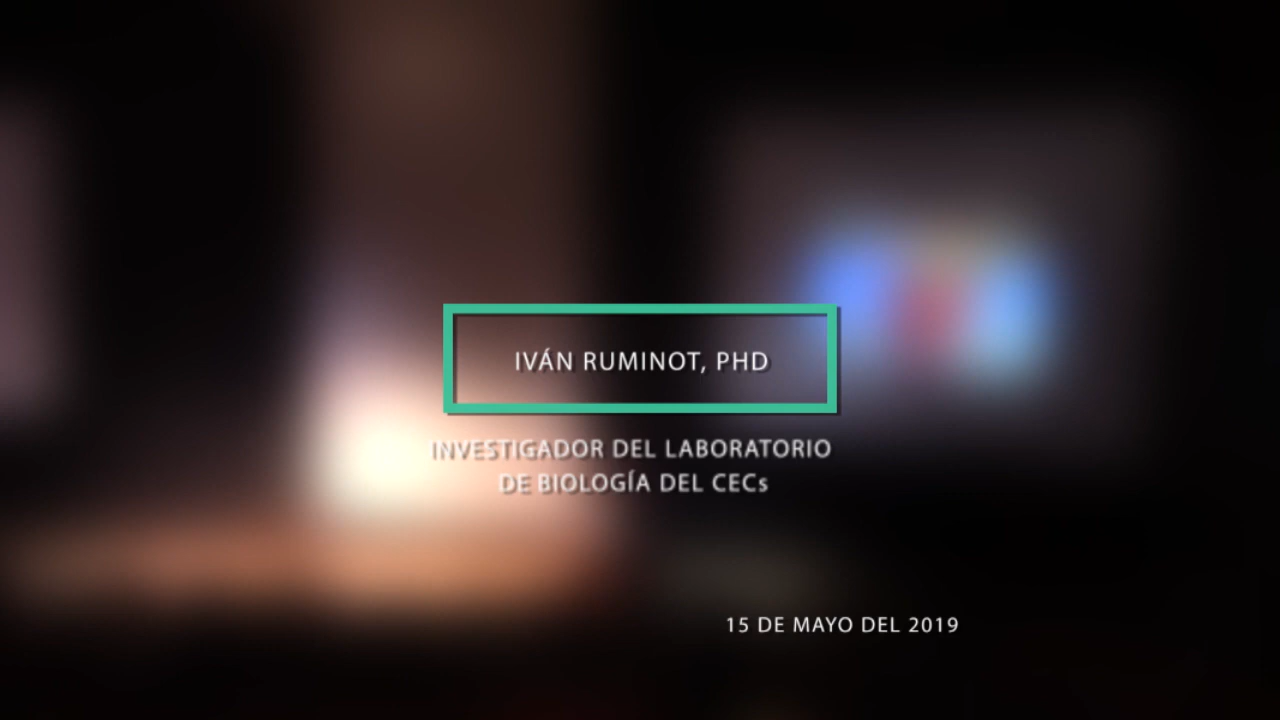 IVÁN RUMINOT, PHD
INVESTIGADOR DEL LABORATORIO
DE BIOLOGÍA DEL CECs
15 DE MAYO DEL 2019